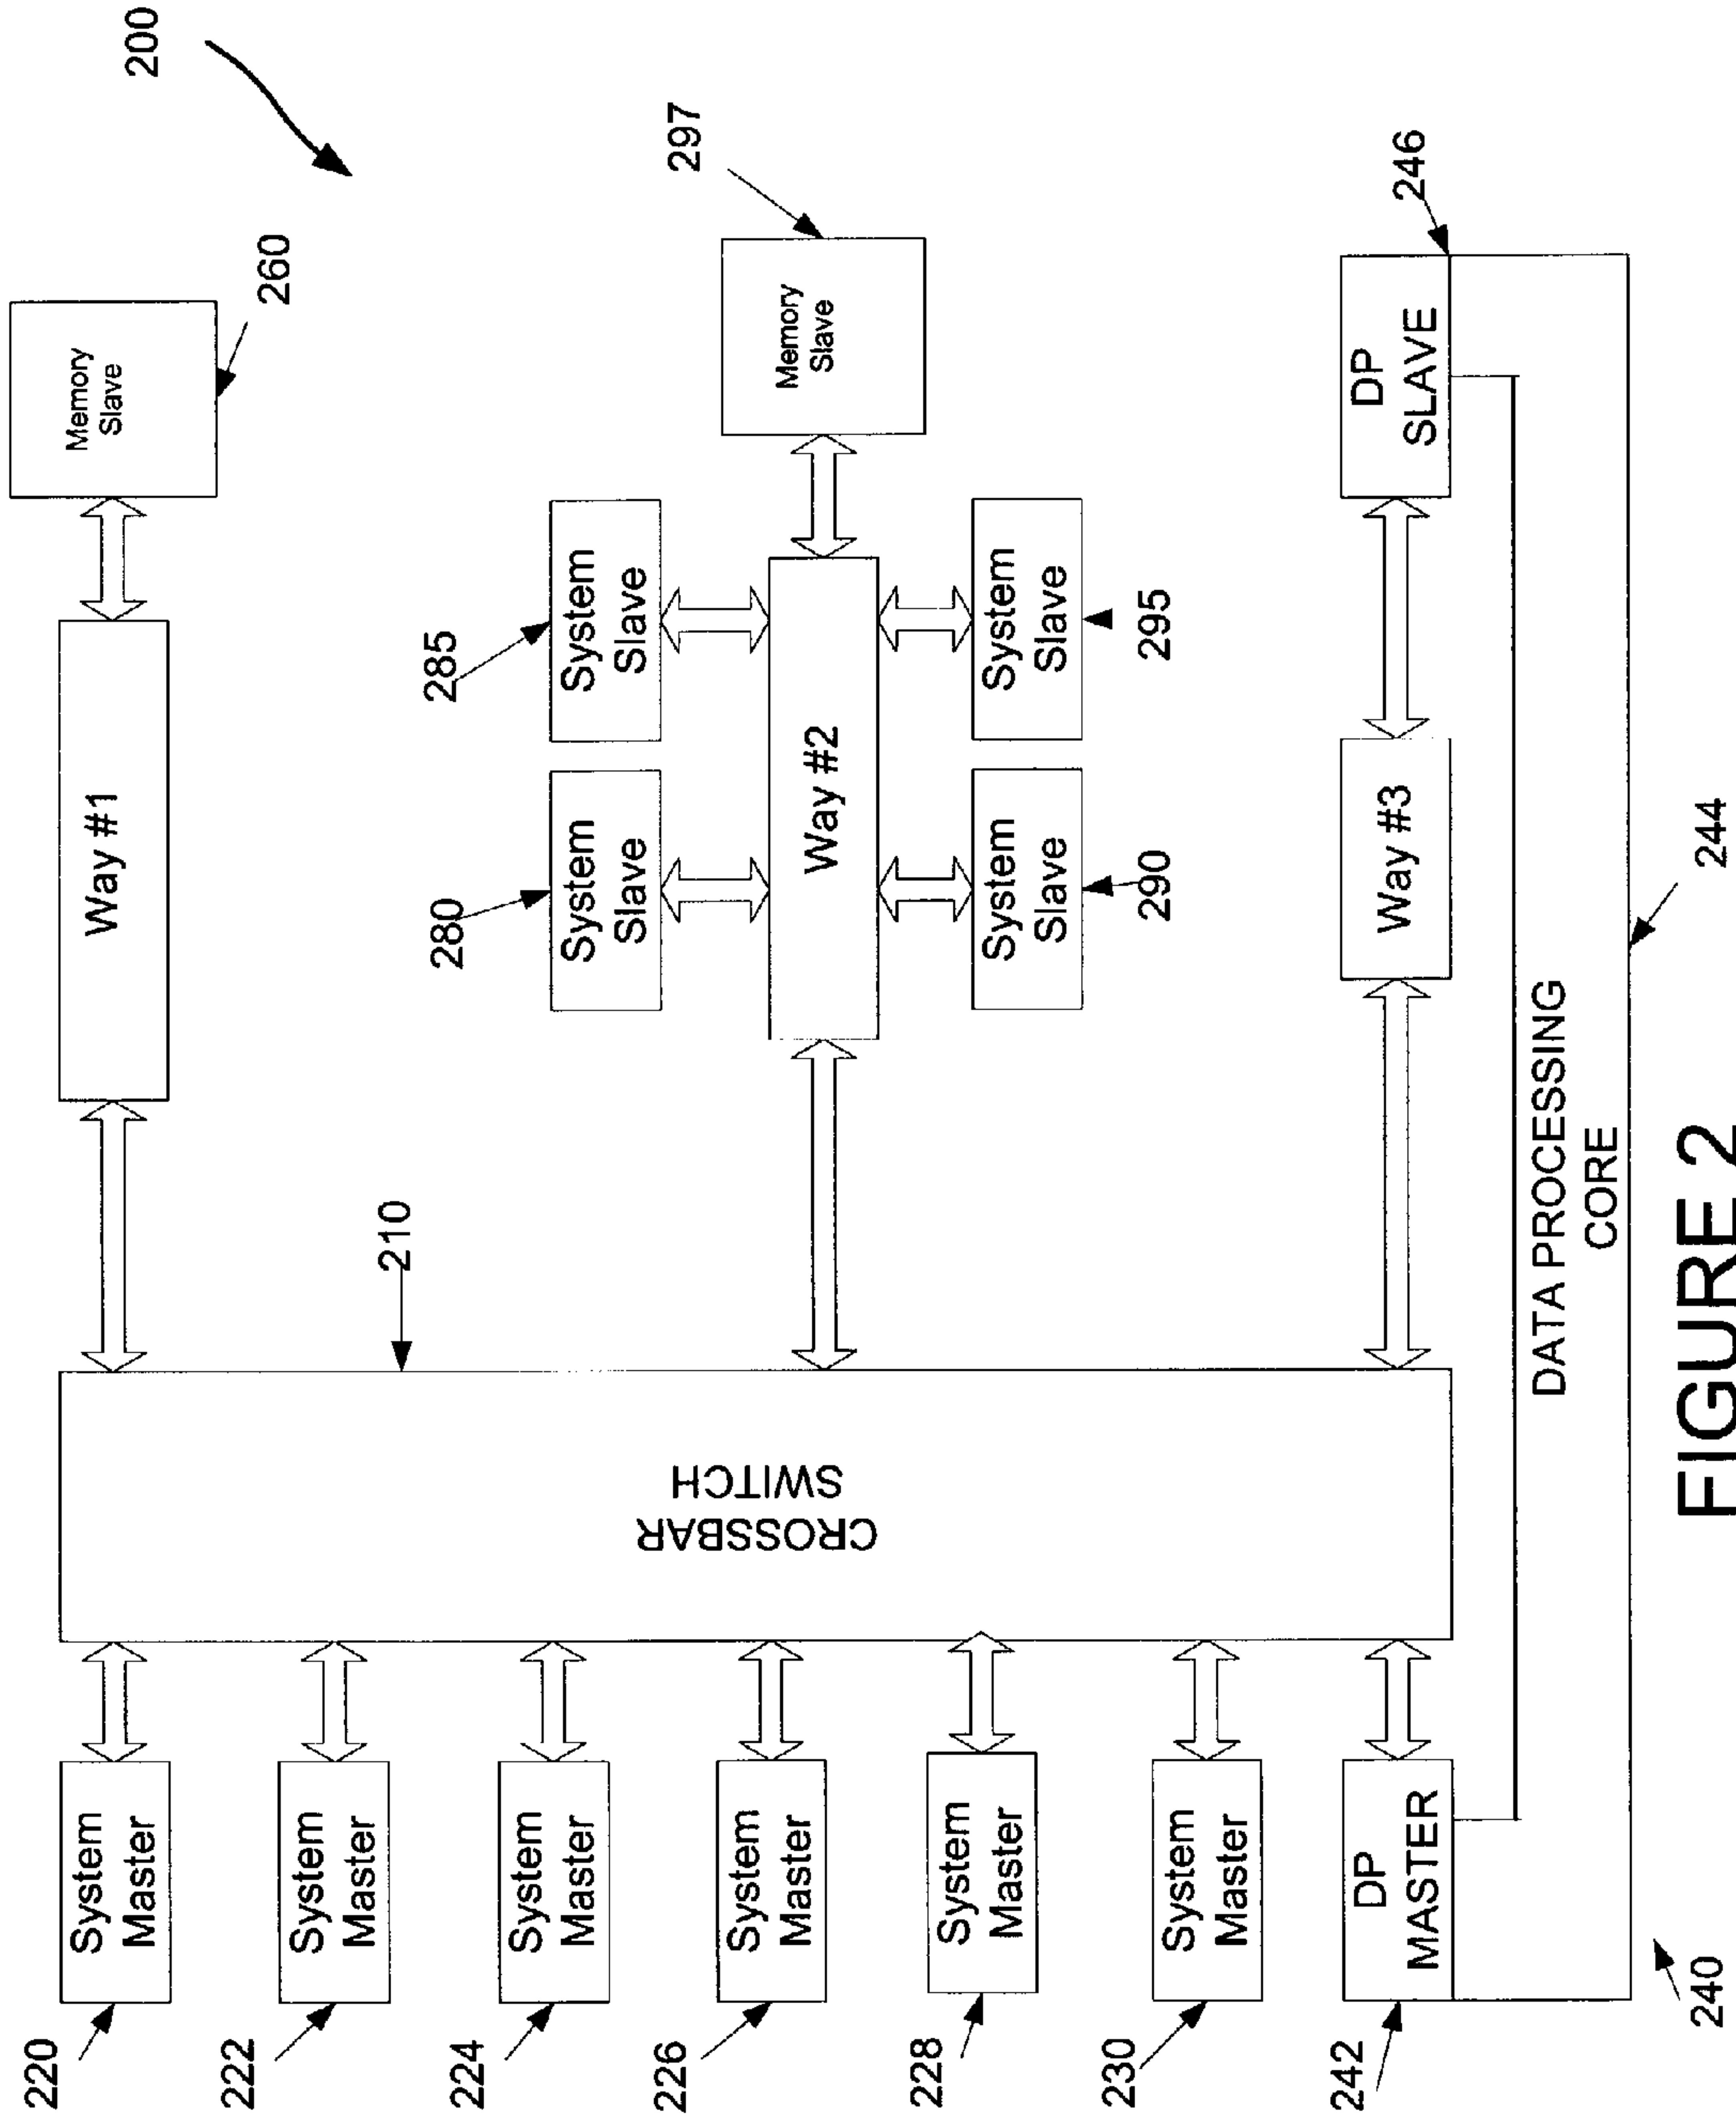 200
Memory
Slave
260
Way #1
297
Memory
Slave
285
System
Slave
280
System
Slave
Way #2
System
Slave
295
System
Slave
290
246
DP
SLAVE
Way #3
244
210
CROSSBAR
SWITCH
DATA PROCESSING
CORE
System
Master
220
System
Master
222
System
Master
224
System
Master
226
System
Master
228
System
Master
230
DP
MASTER
242
240
FIGURE 2